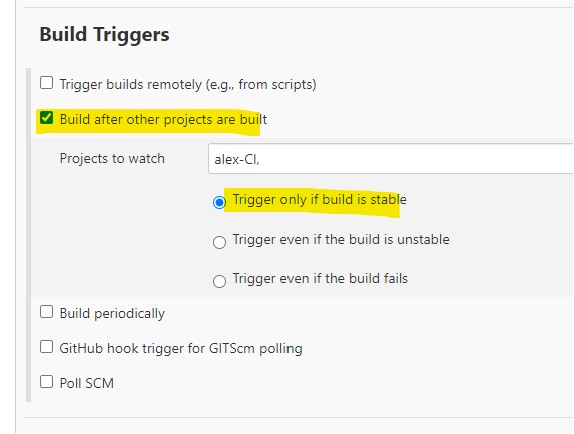 Build Triggers
Trigger builds remotely (e.g., from scripts)
Build after other projects are built
Projects to watch
alex-CI,
Trigger only if build is stable
Trigger even if the build is unstable
Trigger even if the build fails
Build periodically
GitHub hook trigger for GITScm polling
Poll SCM